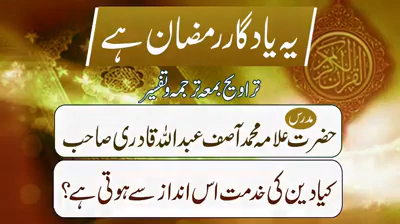 یہ یادگار رمضان ہے
تراویح بمعہ ترجمہ و تفسیر
مدرس
حضرت علامہ محمد آصف عبداللہ قادری صاحب
کیا دین کی خدمت اس انداز سے ہوتی ہے؟